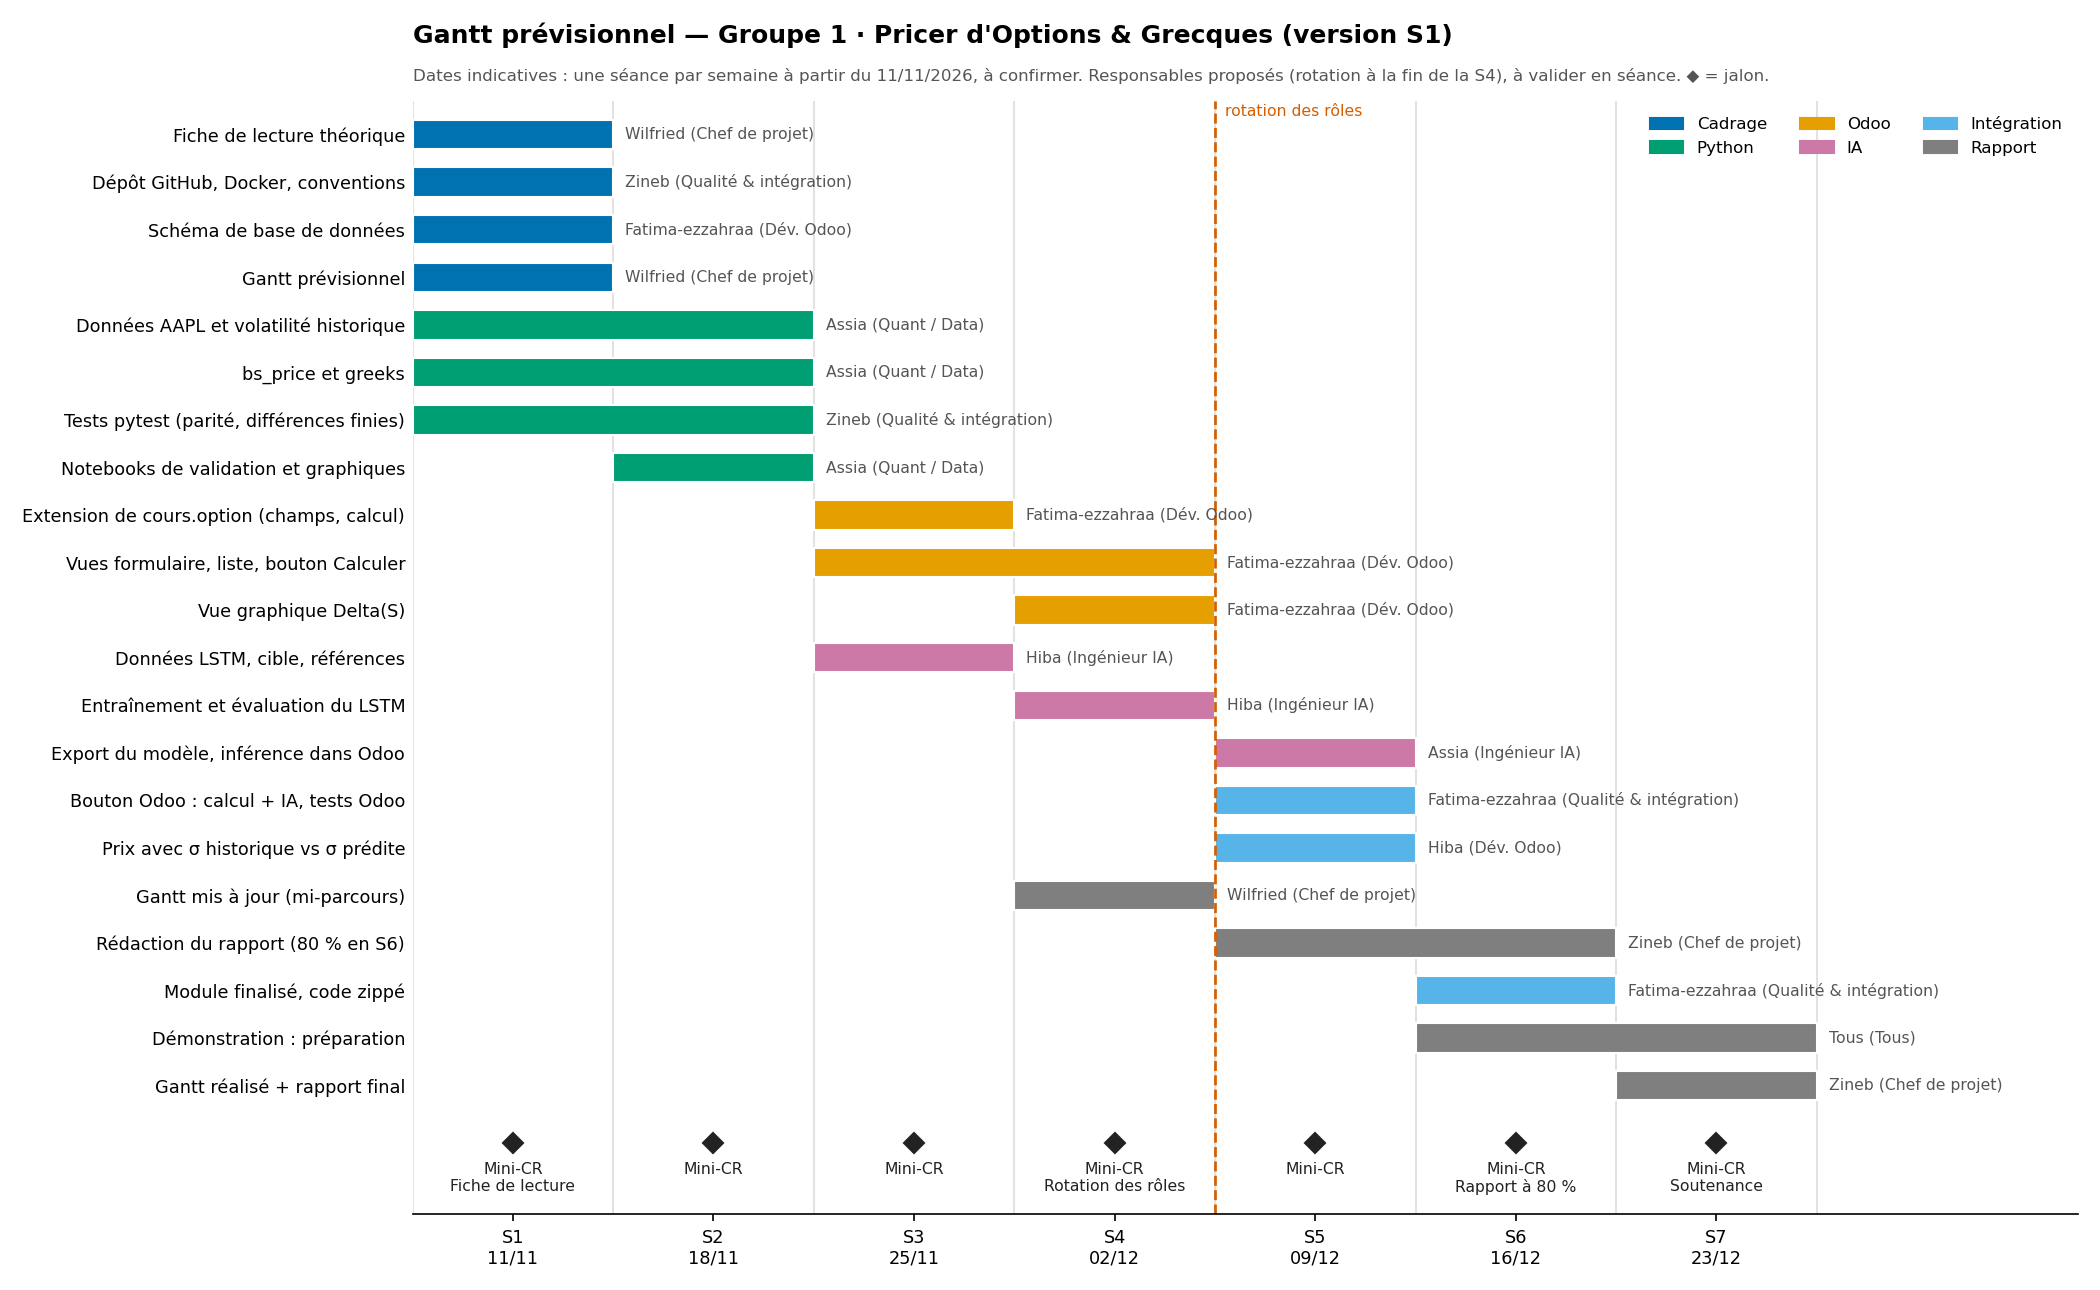 Gantt prévisionnel — Groupe 1 · Pricer d'Options & Grecques (version S1)
Dates indicatives : une séance par semaine à partir du 11/11/2026, à confirmer. Responsables proposés (rotation à la fin de la S4), à valider en séance. ◆ = jalon.
rotation des rôles
Cadrage Odoo Intégration
Python IA Rapport
Fiche de lecture théorique Wilfried (Chef de projet)
Dépôt GitHub, Docker, conventions Zineb (Qualité & intégration)
Schéma de base de données Fatima-ezzahraa (Dév. Odoo)
Gantt prévisionnel Wilfried (Chef de projet)
Données AAPL et volatilité historique Assia (Quant / Data)
bs_price et greeks Assia (Quant / Data)
Tests pytest (parité, différences finies) Zineb (Qualité & intégration)
Notebooks de validation et graphiques Assia (Quant / Data)
Extension de cours.option (champs, calcul) Fatima-ezzahraa (Dév. Odoo)
Vues formulaire, liste, bouton Calculer Fatima-ezzahraa (Dév. Odoo)
Vue graphique Delta(S) Fatima-ezzahraa (Dév. Odoo)
Données LSTM, cible, références Hiba (Ingénieur IA)
Entraînement et évaluation du LSTM Hiba (Ingénieur IA)
Export du modèle, inférence dans Odoo Assia (Ingénieur IA)
Bouton Odoo : calcul + IA, tests Odoo Fatima-ezzahraa (Qualité & intégration)
Prix avec σ historique vs σ prédite Hiba (Dév. Odoo)
Gantt mis à jour (mi-parcours) Wilfried (Chef de projet)
Rédaction du rapport (80 % en S6) Zineb (Chef de projet)
Module finalisé, code zippé Fatima-ezzahraa (Qualité & intégration)
Démonstration : préparation Tous (Tous)
Gantt réalisé + rapport final Zineb (Chef de projet)
Mini-CR Mini-CR Mini-CR Mini-CR Mini-CR Mini-CR Mini-CR
Fiche de lecture Rotation des rôles Rapport à 80 % Soutenance
S1 S2 S3 S4 S5 S6 S7
11/11 18/11 25/11 02/12 09/12 16/12 23/12